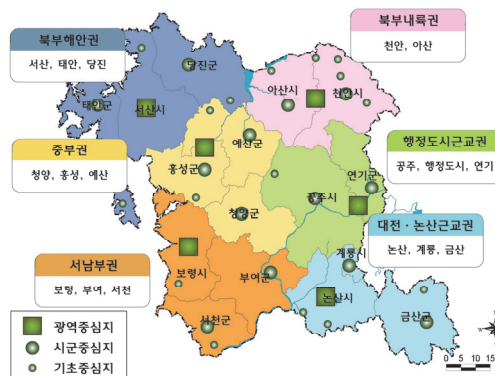 북부해안권
서산, 태안, 당진
북부내륙권
천안, 아산
당진군
아산시
천안시
태안군
서산시
중부권
청양, 홍성, 예산
예산군
홍성군
행정도시근교권
공주, 행정도시, 연기
연기군
공주시
청양군
대전 · 논산근교권
논산, 계룡, 금산
서남부권
보령, 부여, 서천
보령시
부여군
계룡시
논산시
서천군
금산군
광역중심지
시군중심지
기초중심지
0 5 10 15